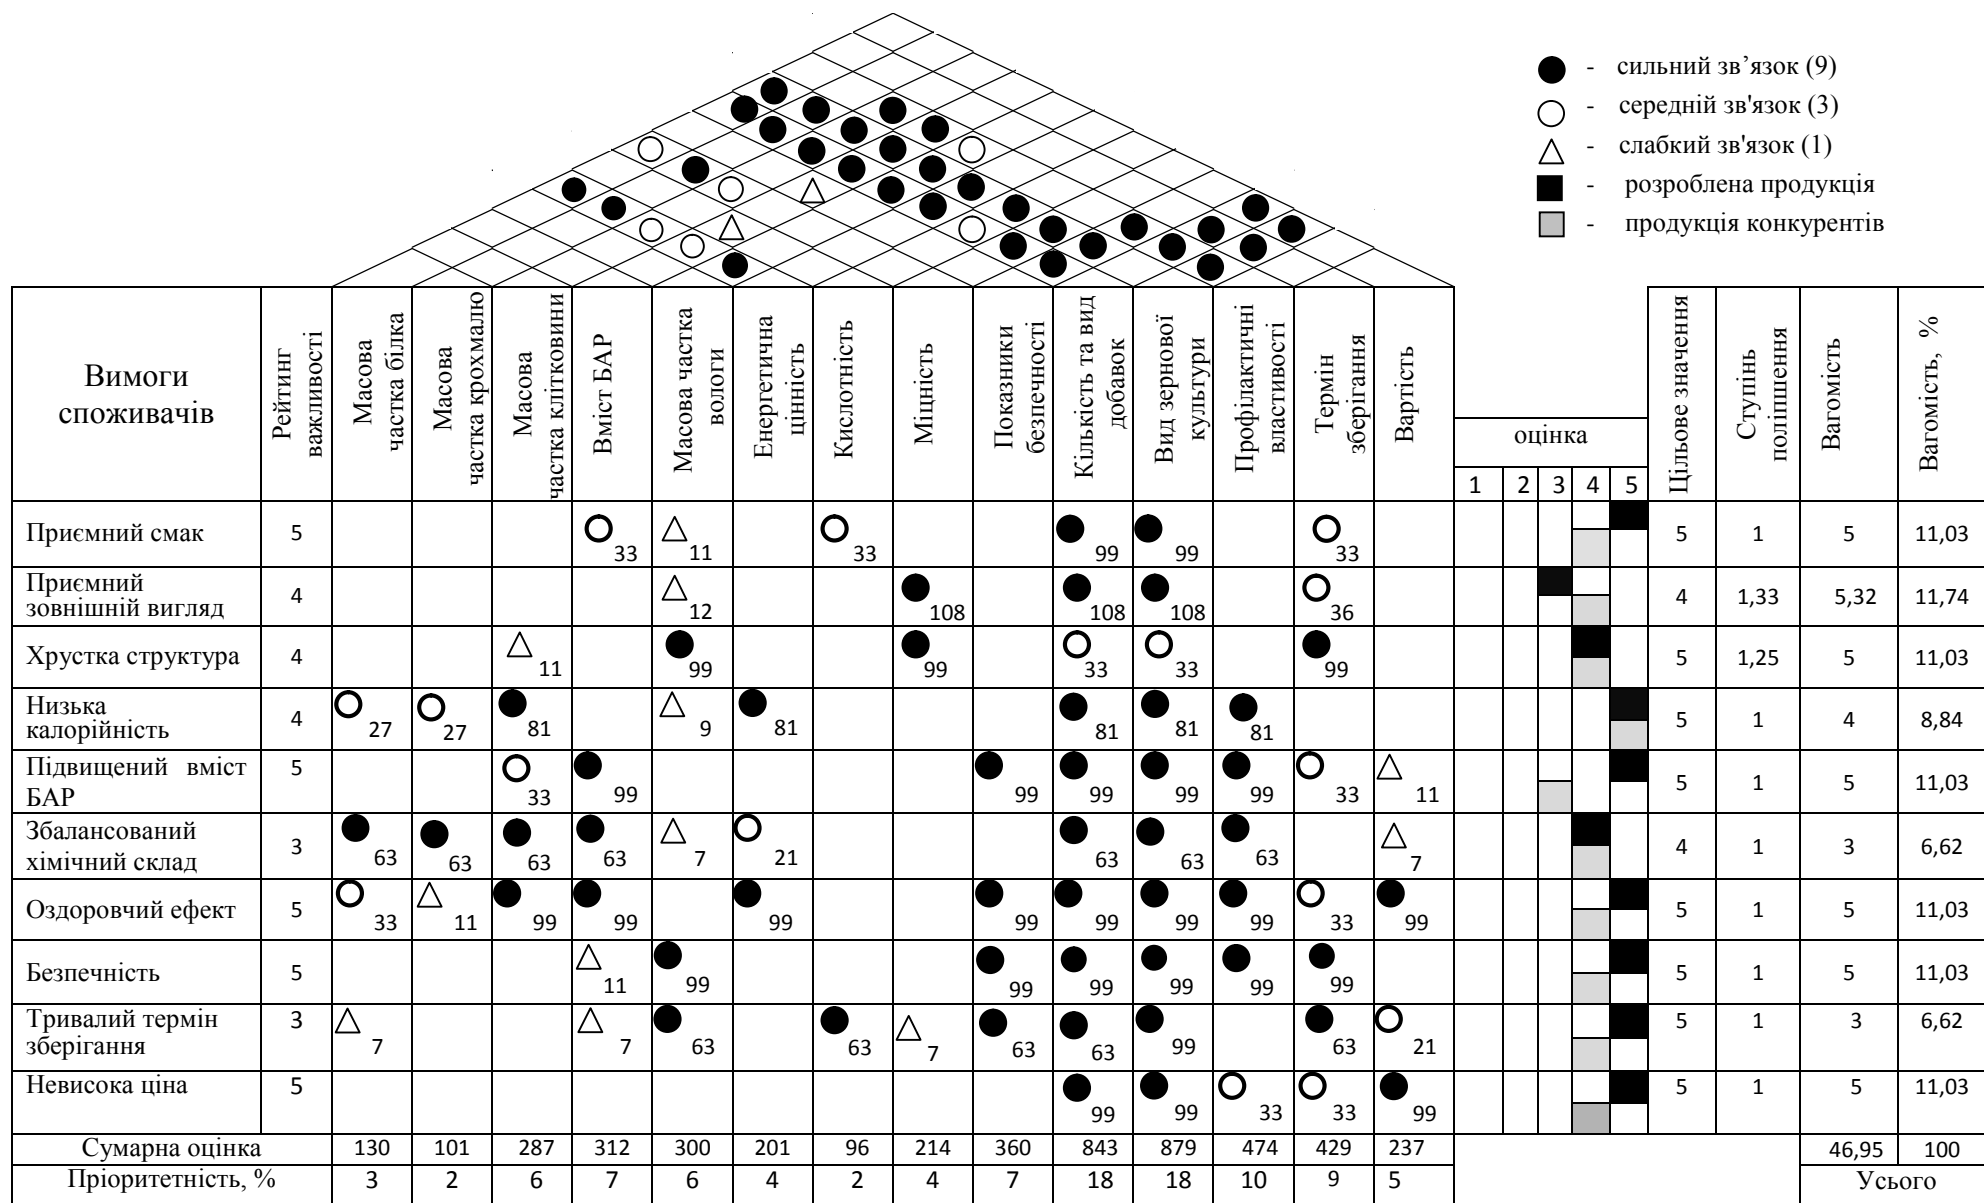 - сильний зв’язок (9)
- середній зв'язок (3)
- слабкий зв'язок (1)
- розроблена продукція
- продукція конкурентів
Вимоги
споживачів
Рейтинг
важливості
Масова
частка білка
Масова
частка крохмалю
Масова
частка клітковини
Вміст БАР
Масова частка
вологи
Енергетична
цінність
Кислотність
Міцність
Показники
безпечності
Кількість та вид
добавок
Вид зернової
культури
Профілактичні
властивості
Термін
зберігання
Вартість
оцінка
1 2 3 4 5
Цільове значення
Ступінь
поліпшення
Вагомість
Вагомість, %
Приємний смак 5 33 11 33 99 99 33 5 1 5 11,03
Приємний
зовнішній вигляд 4 12 108 108 108 36 4 1,33 5,32 11,74
Хрустка структура 4 11 99 99 33 33 99 5 1,25 5 11,03
Низька
калорійність 4 27 27 81 9 81 81 81 81 5 1 4 8,84
Підвищений вміст
БАР 5 33 99 99 99 99 99 33 11 5 1 5 11,03
Збалансований
хімічний склад 3 63 63 63 63 7 21 63 63 63 7 4 1 3 6,62
Оздоровчий ефект 5 33 11 99 99 99 99 99 99 99 33 99 5 1 5 11,03
Безпечність 5 11 99 99 99 99 99 99 5 1 5 11,03
Тривалий термін
зберігання 3 7 7 63 63 7 63 63 99 63 21 5 1 3 6,62
Невисока ціна 5 99 99 33 33 99 5 1 5 11,03
Сумарна оцінка 130 101 287 312 300 201 96 214 360 843 879 474 429 237 46,95 100
Пріоритетність, % 3 2 6 7 6 4 2 4 7 18 18 10 9 5 Усього